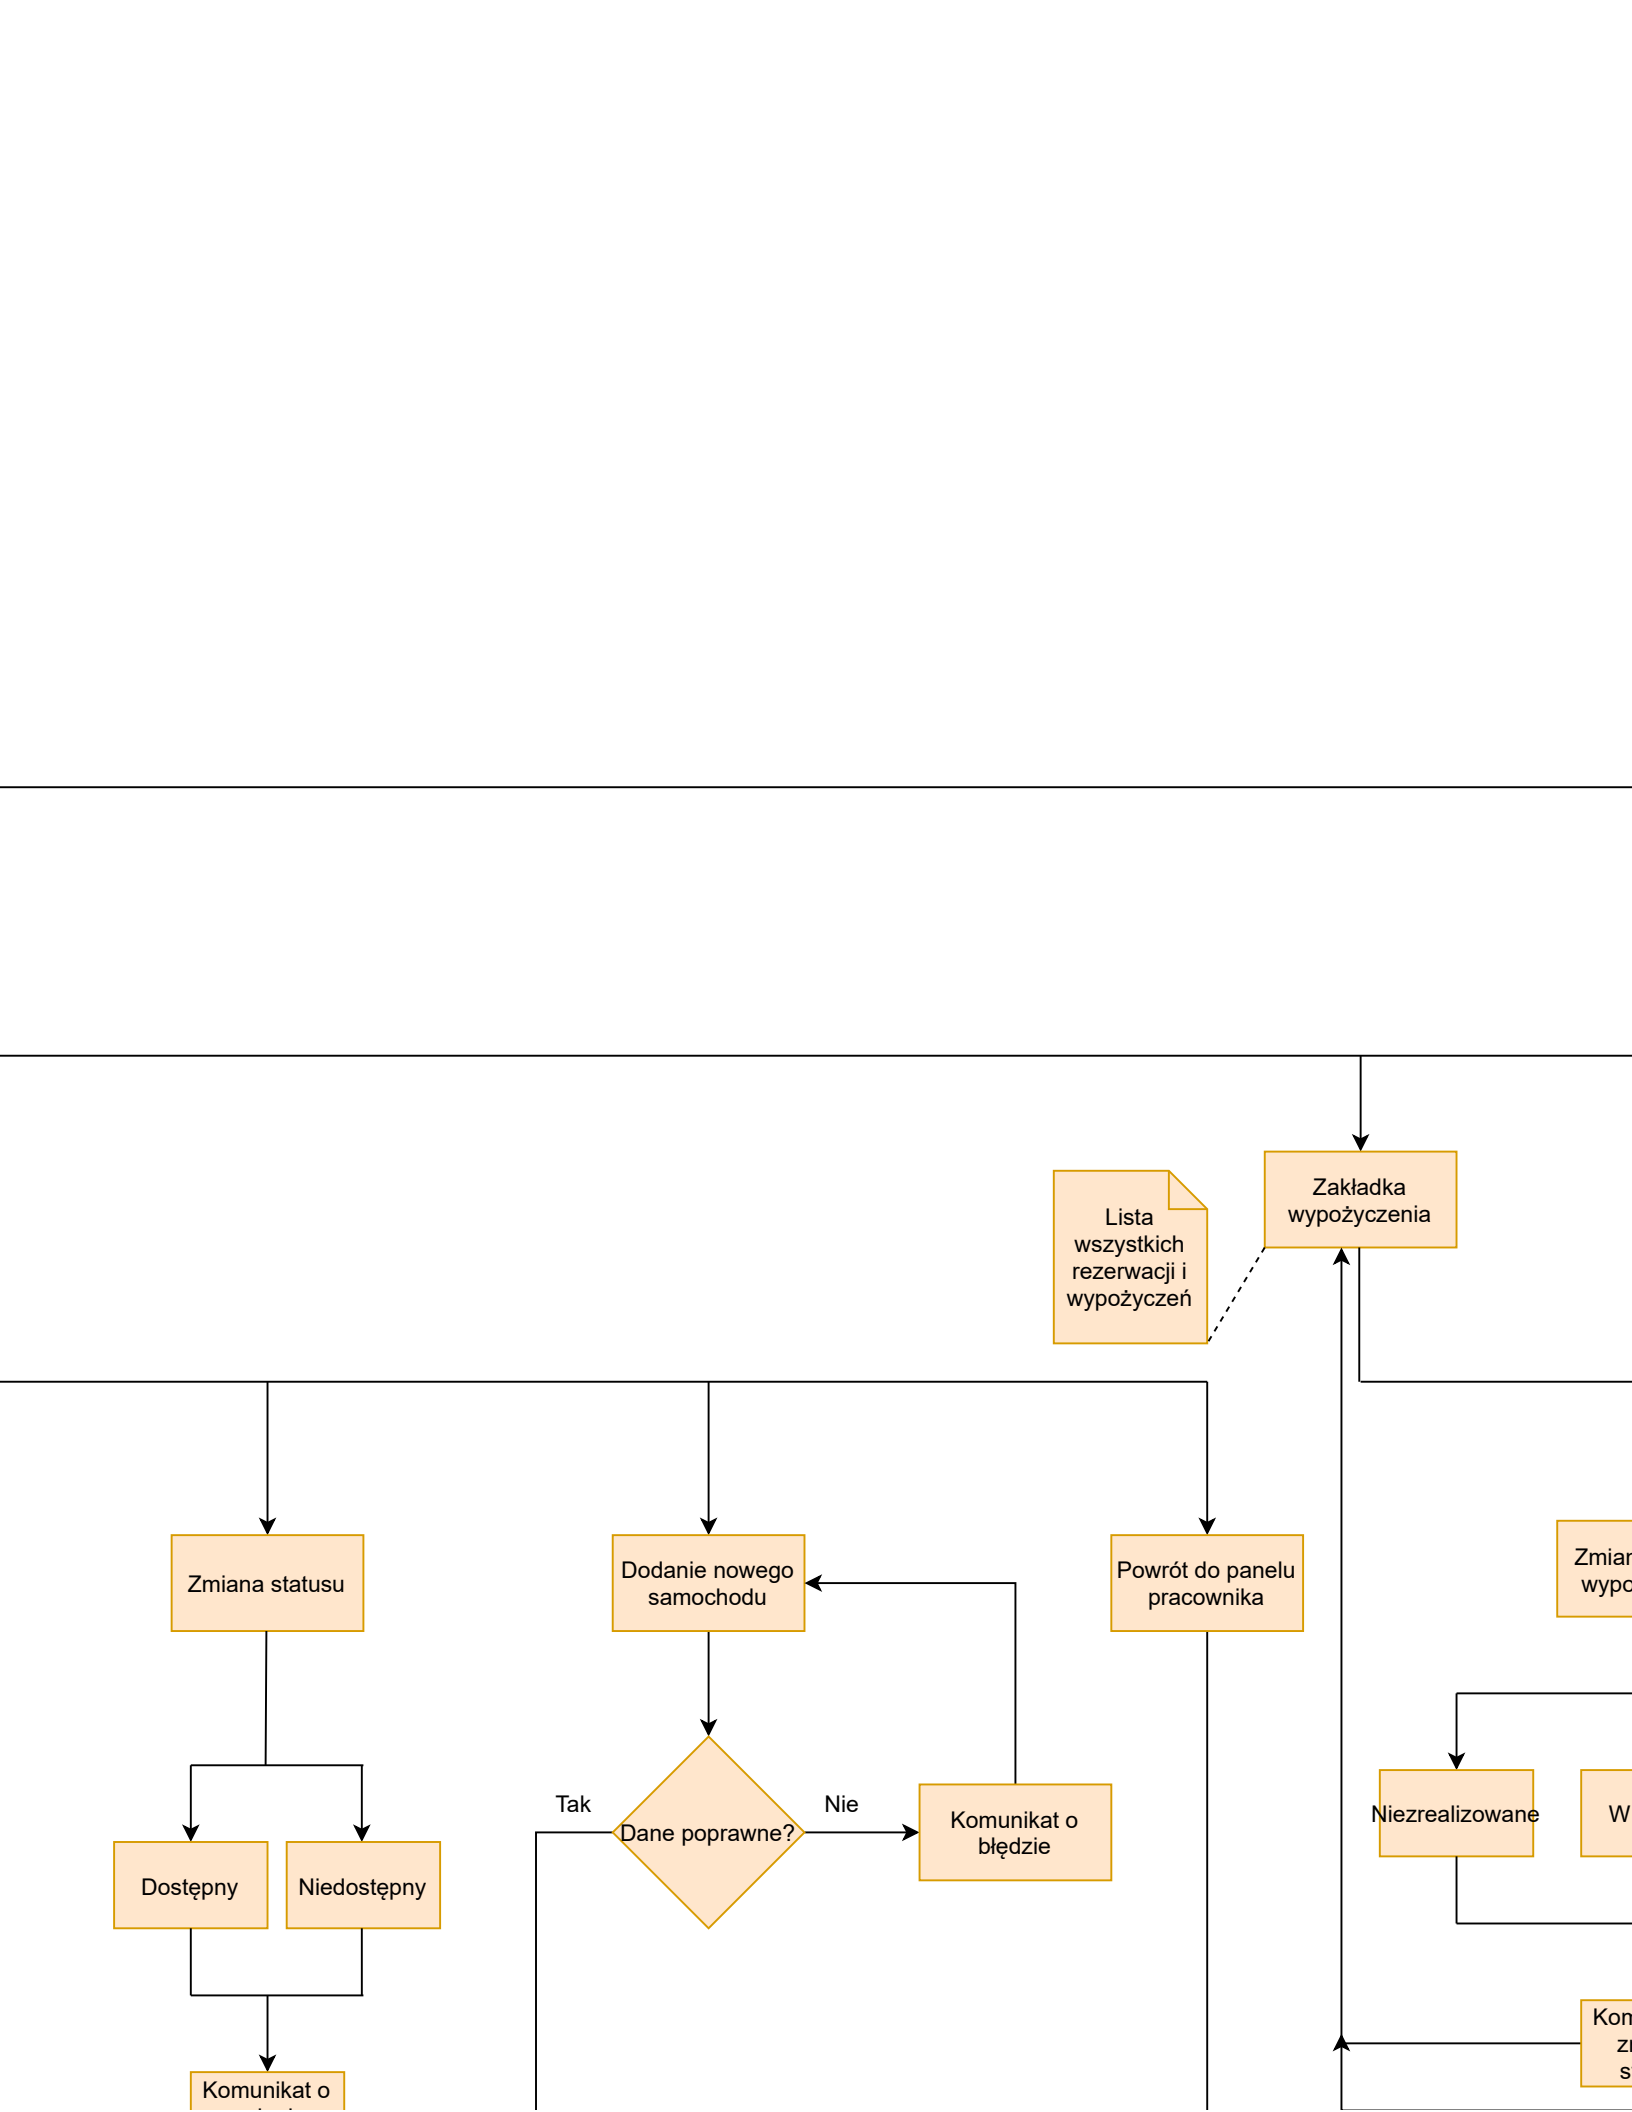 Zakładka
wypożyczenia
Lista
wszystkich
rezerwacji i
wypożyczeń
Zmiana statusu
Dodanie nowego
samochodu
Powrót do panelu
pracownika
Tak
Dane poprawne?
Nie
Komunikat o
błędzie
Niezrealizowane
Dostępny
Niedostępny
Komunikat o